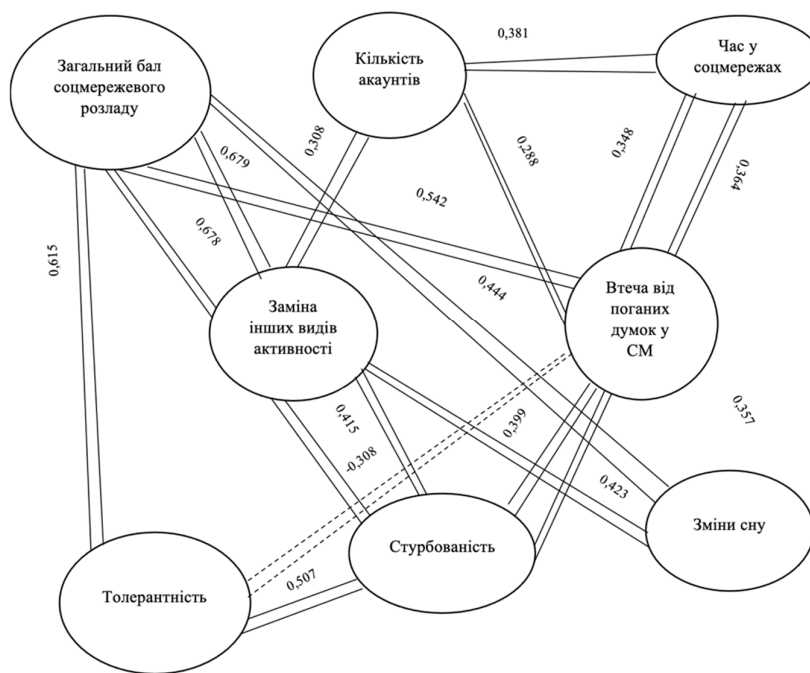 Загальний бал
соцмережевого
розладу
Кількість
акаунтів
0,381
Час у
соцмережах
0,679
0,308
0,288
0,348
0,364
0,542
0,678
0,615
0,444
Заміна
інших видів
активності
Втеча від
поганих
думок у
СМ
0,415
-0,308
0,399
0,357
0,423
Зміни сну
Стурбованість
Толерантність
0,507